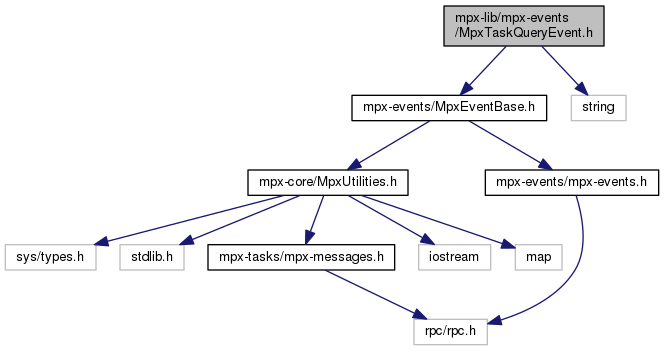 mpx-lib/mpx-events
/MpxTaskQueryEvent.h
mpx-events/MpxEventBase.h
string
mpx-core/MpxUtilities.h
mpx-events/mpx-events.h
sys/types.h
stdlib.h
mpx-tasks/mpx-messages.h
iostream
map
rpc/rpc.h